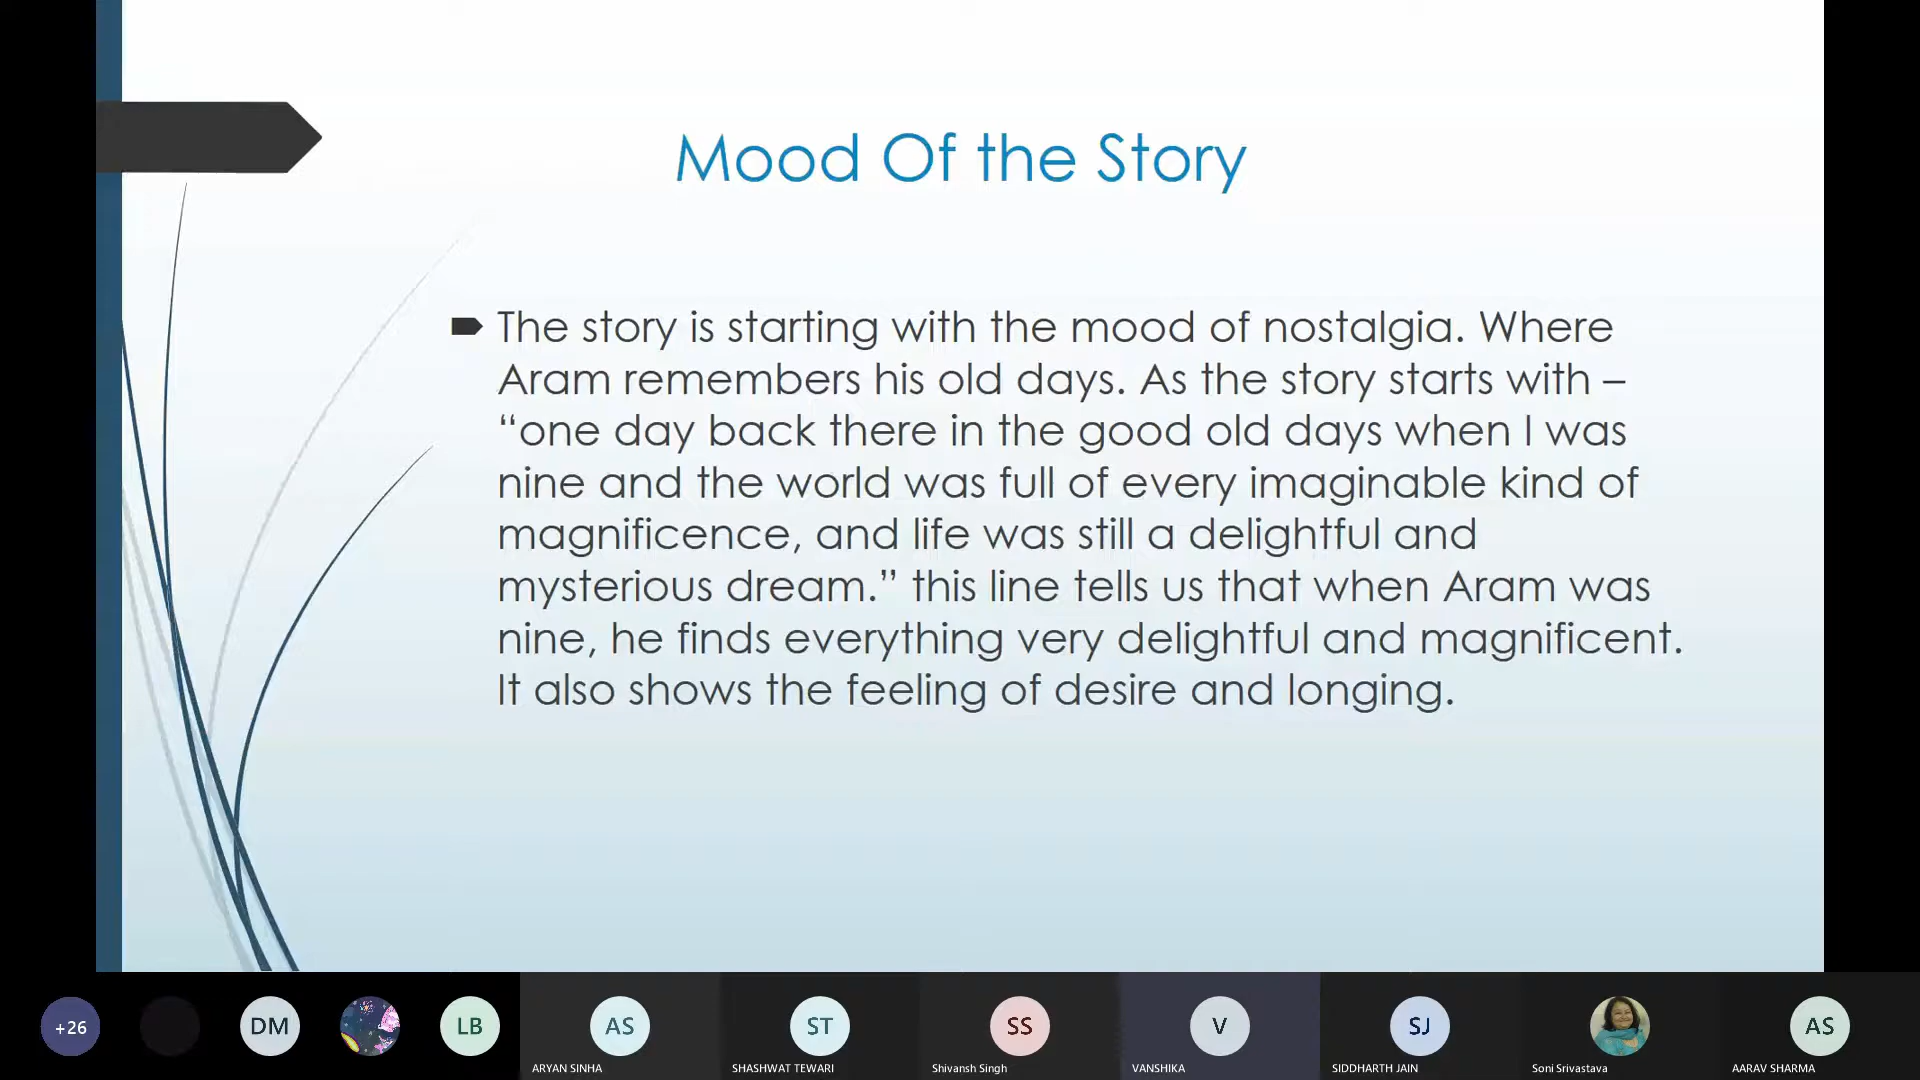 Mood Of the Story
The story is starting with the mood of nostalgia. Where
Aram remembers his old days. As the story starts with –
“one day back there in the good old days when I was
nine and the world was full of every imaginable kind of
magnificence, and life was still a delightful and
mysterious dream.” this line tells us that when Aram was
nine, he finds everything very delightful and magnificent.
It also shows the feeling of desire and longing.
+26
DM
LB
AS
ST
SS
V
SJ
AS
ARYAN SINHA
SHASHWAT TEWARI
Shivansh Singh
VANSHIKA
SIDDHARTH JAIN
Soni Srivastava
AARAV SHARMA